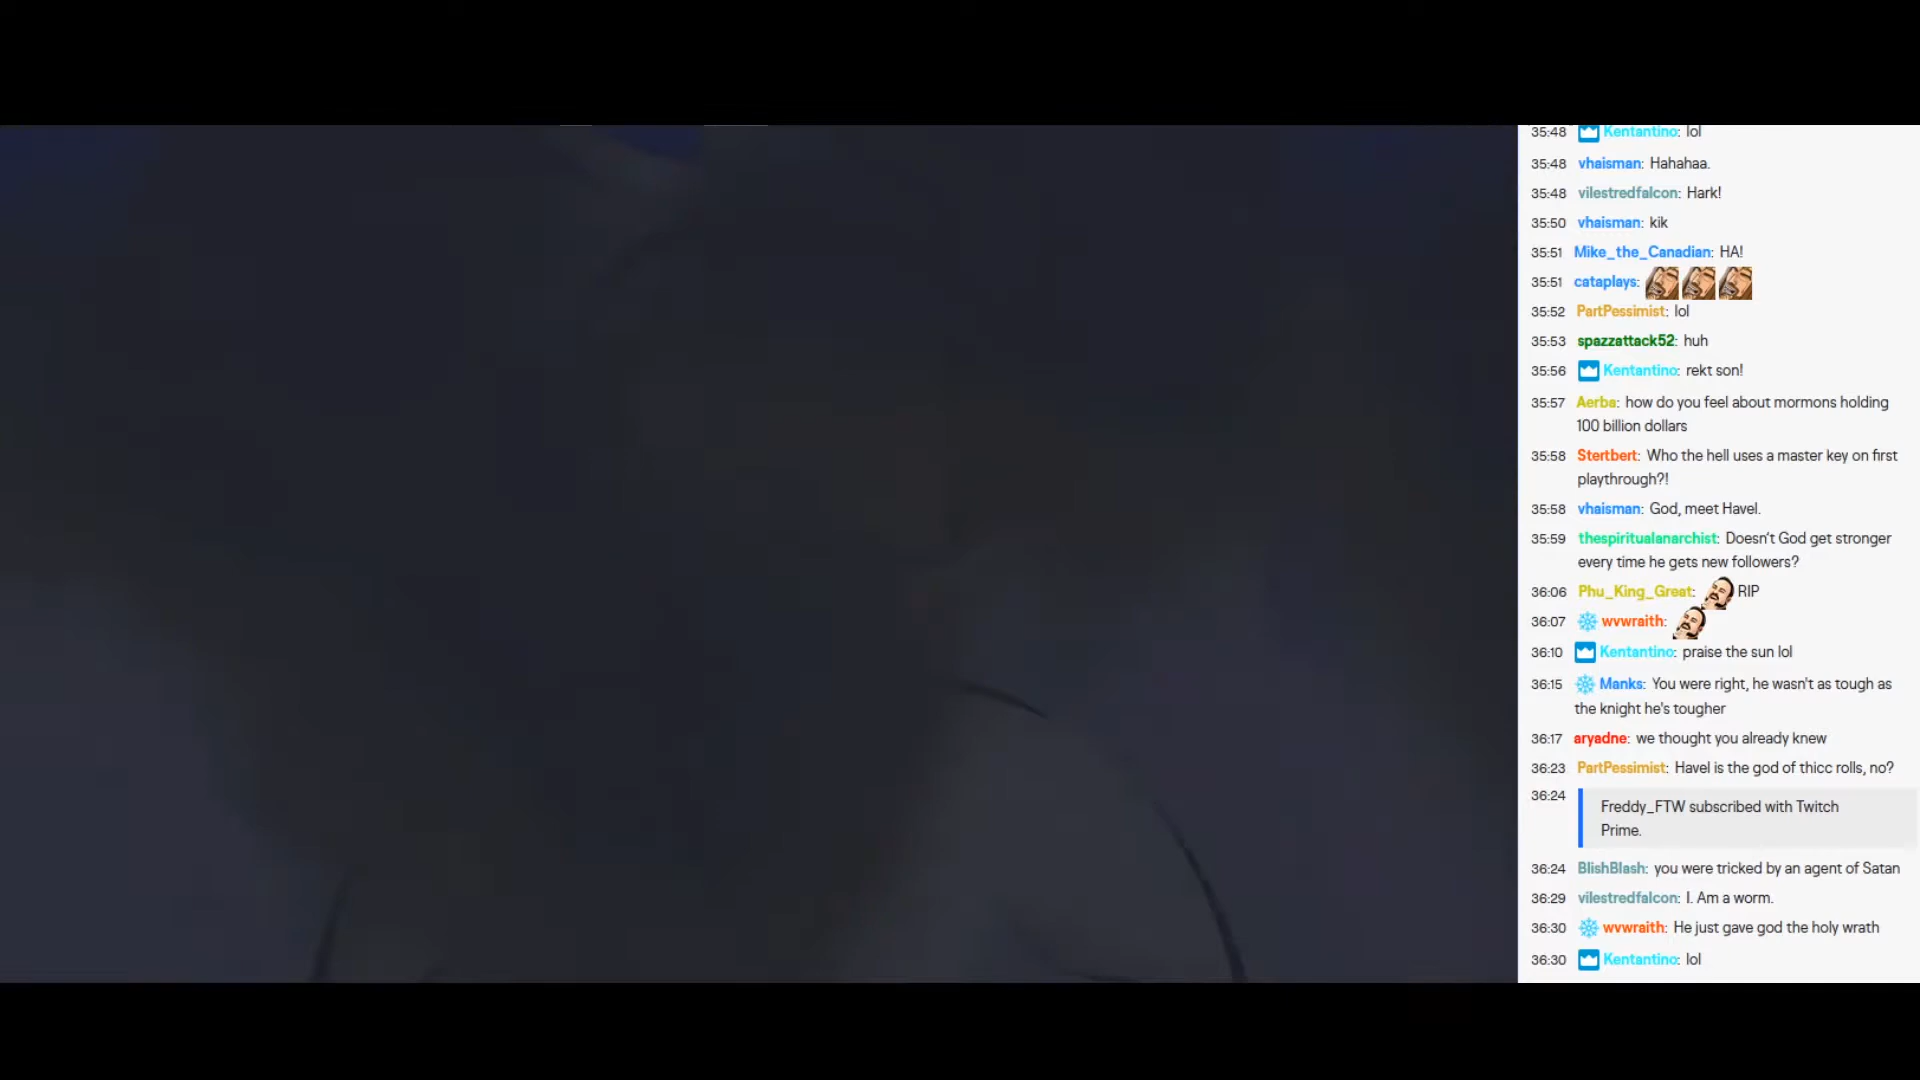 35:48 Kentantino: lol
35:48 vhaisman: Hahahaa.
35:48 vilestredfalcon: Hark!
35:50 vhaisman: kik
35:51 Mike_the_Canadian: HA!
35:51 cataplays:
35:52 PartPessimist: lol
35:53 spazzattack52: huh
35:56 Kentantino: rekt son!
35:57 Aerba: how do you feel about mormons holding
100 billion dollars
35:58 Stertbert: Who the hell uses a master key on first
playthrough?!
35:58 vhaisman: God, meet Havel.
35:59 thespiritualanarchist: Doesn't God get stronger
every time he gets new followers?
36:06 Phu_King_Great: RIP
36:07 wvwraith:
36:10 Kentantino: praise the sun lol
36:15 Manks: You were right, he wasn't as tough as
the knight he's tougher
36:17 aryadne: we thought you already knew
36:23 PartPessimist: Havel is the god of thicc rolls, no?
36:24 Freddy_FTW subscribed with Twitch
Prime.
36:24 BlishBlash: you were tricked by an agent of Satan
36:29 vilestredfalcon: I. Am a worm.
36:30 wvwraith: He just gave god the holy wrath
36:30 Kentantino: lol